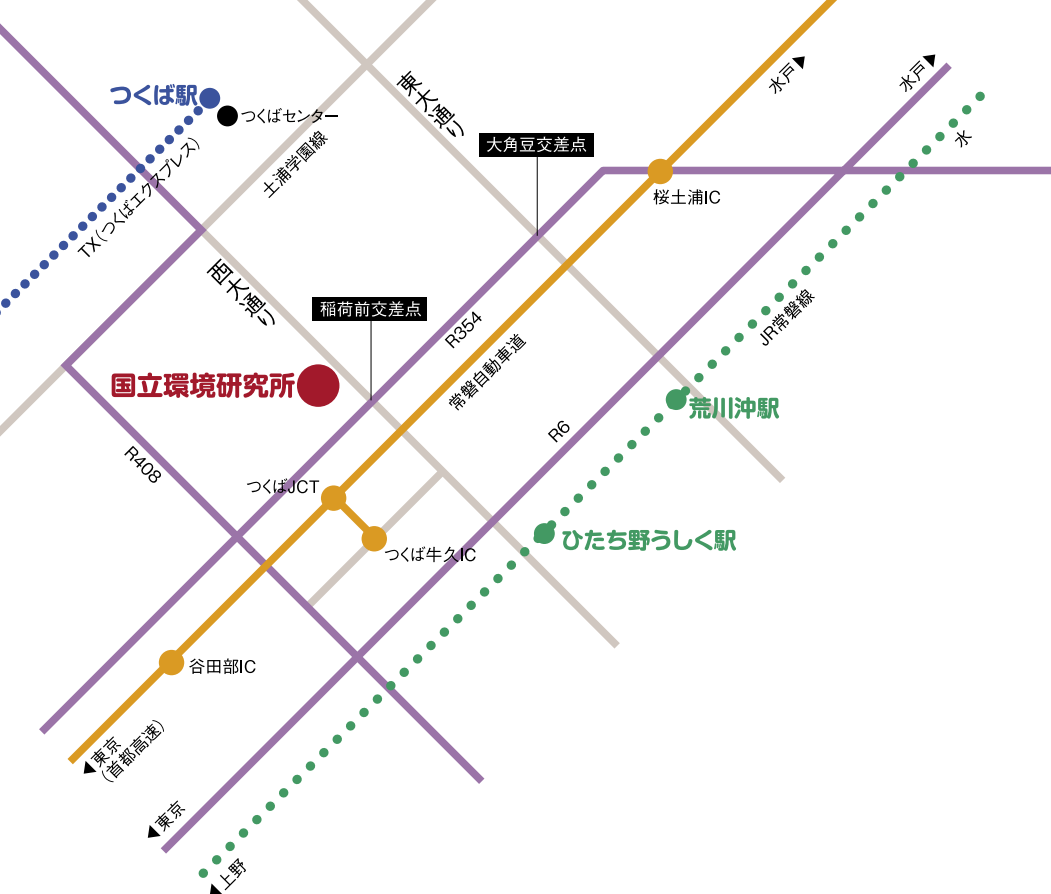 水戸
水戸
東大通り
つくば駅
つくばセンター
水
大角豆交差点
土浦学園線
TX(つくばエクスプレス)
桜土浦IC
西大通り
稲荷前交差点
R354
JR常磐線
常磐自動車道
国立環境研究所
荒川沖駅
R6
R408
つくばJCT
ひたち野うしく駅
つくば牛久IC
谷田部IC
東京
(首都高速)
東京
上野